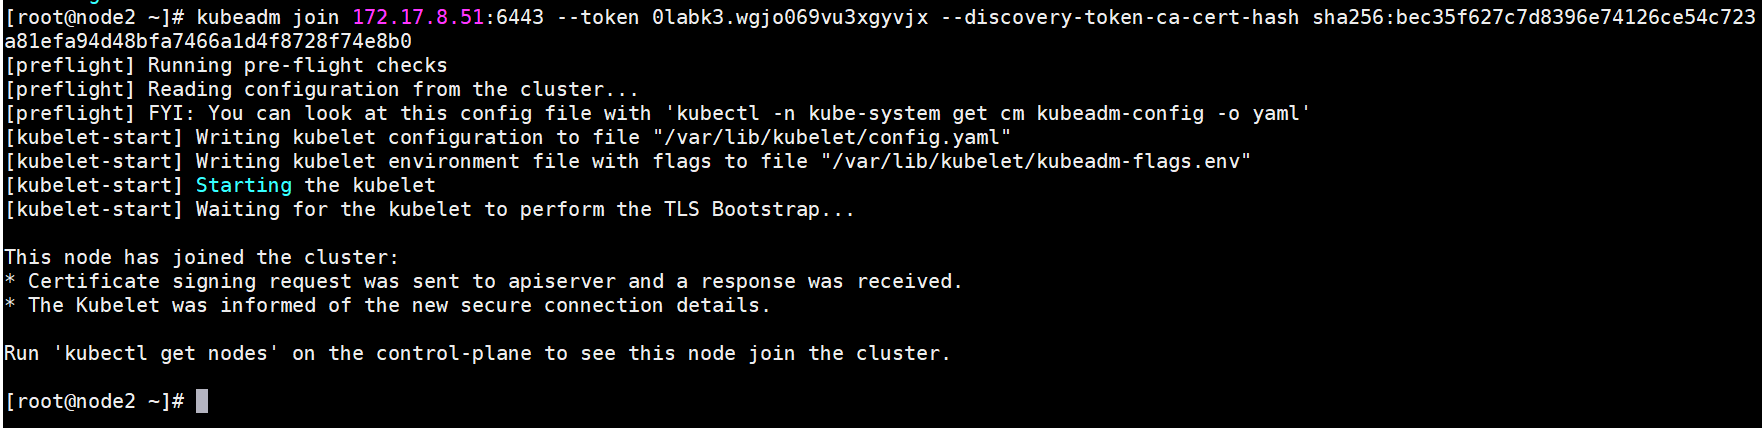 [root@node2 ~]# kubeadm join 172.17.8.51:6443 --token 0labk3.wgjo069vu3xgyvjx --discovery-token-ca-cert-hash sha256:bec35f627c7d8396e74126ce54c723
a81efa94d48bfa7466a1d4f8728f74e8b0
[preflight] Running pre-flight checks
[preflight] Reading configuration from the cluster...
[preflight] FYI: You can look at this config file with 'kubectl -n kube-system get cm kubeadm-config -o yaml'
[kubelet-start] Writing kubelet configuration to file "/var/lib/kubelet/config.yaml"
[kubelet-start] Writing kubelet environment file with flags to file "/var/lib/kubelet/kubeadm-flags.env"
[kubelet-start] Starting the kubelet
[kubelet-start] Waiting for the kubelet to perform the TLS Bootstrap...
This node has joined the cluster:
* Certificate signing request was sent to apiserver and a response was received.
* The Kubelet was informed of the new secure connection details.
Run 'kubectl get nodes' on the control-plane to see this node join the cluster.
[root@node2 ~]#